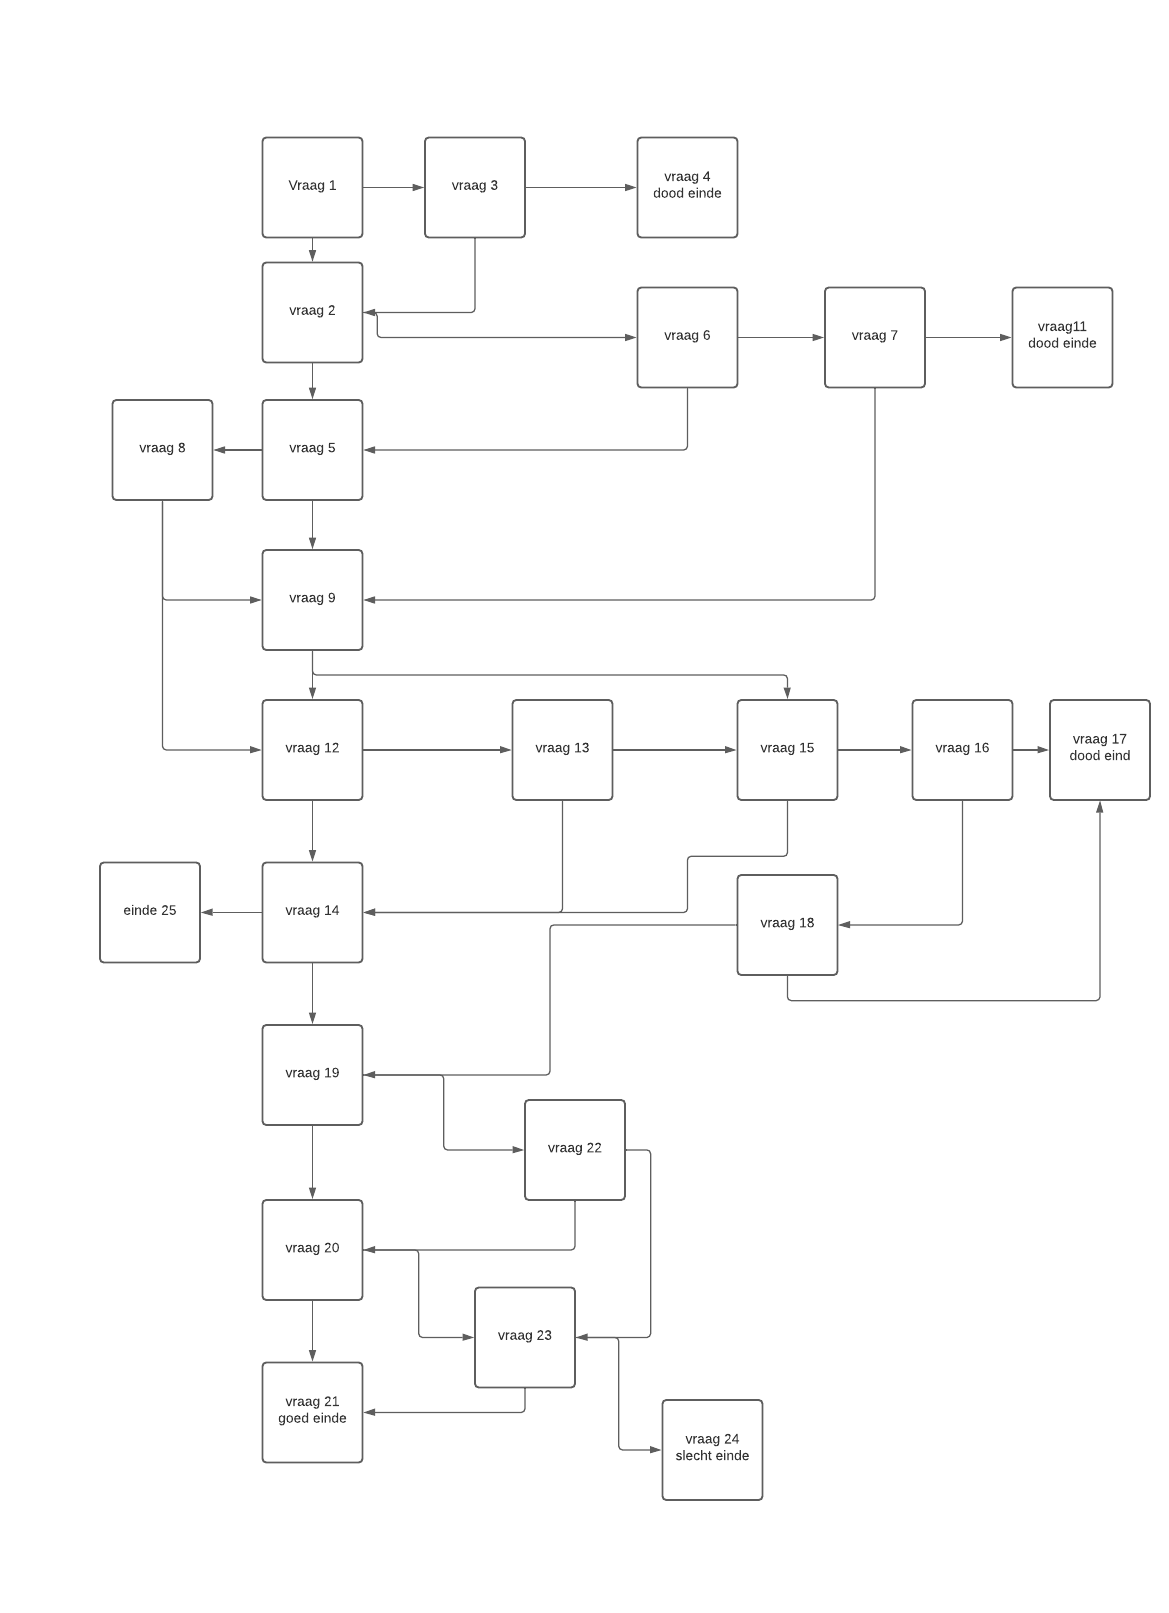 Vraag 1
vraag 3
vraag 4
dood einde
vraag 2
vraag 6
vraag 7
vraag11
dood einde
vraag 8
vraag 5
vraag 9
vraag 12
vraag 13
vraag 15
vraag 16
vraag 17
dood eind
einde 25
vraag 14
vraag 18
vraag 19
vraag 22
vraag 20
vraag 23
vraag 21
goed einde
vraag 24
slecht einde